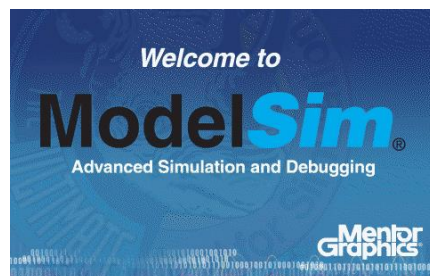 Welcome to
ModelSim®
Advanced Simulation and Debugging
Mentor
Graphics